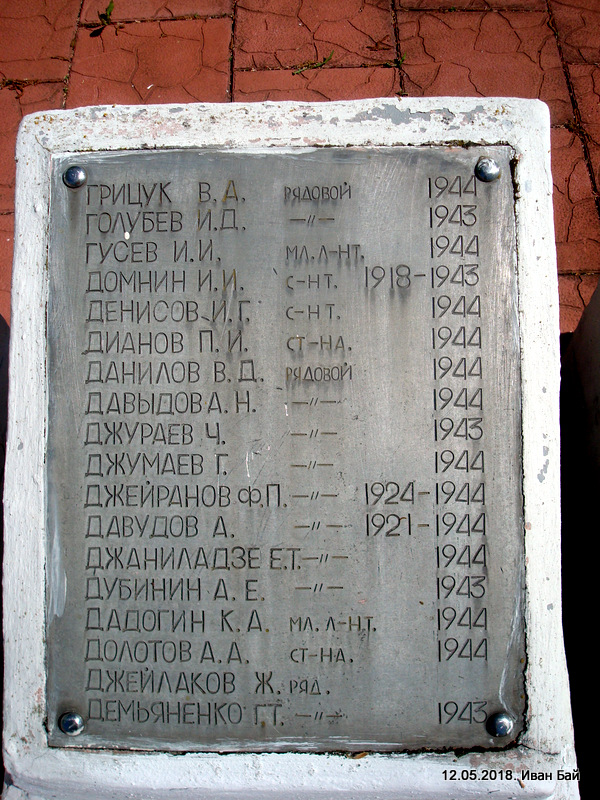 ГРИЦУК В.А. РЯДОВОЙ 1944
ГОЛУБЕВ И.Д. —〃— 1943
ГУСЕВ И.И. МЛ. Л-НТ. 1944
ДОМНИН И.И. С-НТ. 1918-1943
ДЕНИСОВ И.Г. С-НТ. 1944
ДИАНОВ П.И. СТ-НА. 1944
ДАНИЛОВ В.Д. РЯДОВОЙ 1944
ДАВЫДОВ А.Н. —〃— 1944
ДЖУРАЕВ Ч. —〃— 1943
ДЖУМАЕВ Г. —〃— 1944
ДЖЕЙРАНОВ Ф.П. —〃— 1924-1944
ДАВУДОВ А. —〃— 1921-1944
ДЖАНИЛАДЗЕ Е.Т. —〃— 1944
ДУБИНИН А.Е. —〃— 1943
ДАДОГИН К.А. МЛ. Л-НТ. 1944
ДОЛОТОВ А.А. СТ-НА. 1944
ДЖЕЙЛАКОВ Ж. РЯД.
ДЕМЬЯНЕНКО Г.Т. —〃— 1943
12.05.2018. Иван Бай